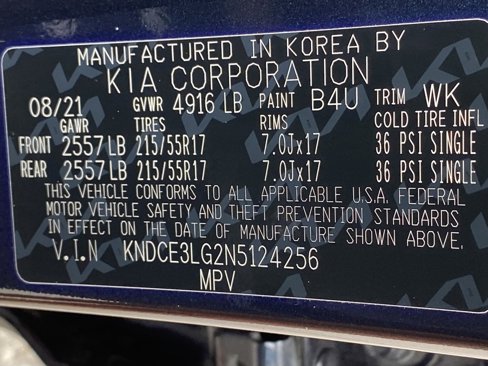 MANUFACTURED IN KOREA BY
KIA CORPORATION
08/21 GVWR 4916 LB PAINT B4U TRIM WK
GAWR TIRES RIMS COLD TIRE INFL
FRONT 2557 LB 215/55R17 7.0Jx17 36 PSI SINGLE
REAR 2557 LB 215/55R17 7.0Jx17 36 PSI SINGLE
THIS VEHICLE CONFORMS TO ALL APPLICABLE U.S.A. FEDERAL
MOTOR VEHICLE SAFETY AND THEFT PREVENTION STANDARDS
IN EFFECT ON THE DATE OF MANUFACTURE SHOWN ABOVE.
V.I.N KNDCE3LG2N5124256
MPV